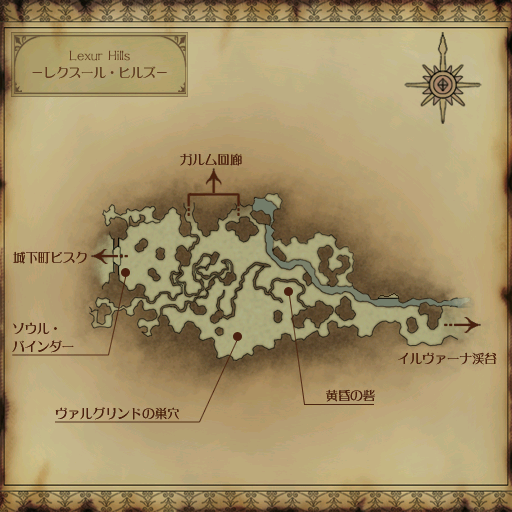 Lexur Hills
−レクスール・ヒルズ−
ガルム回廊
城下町ビスク
ソウル・
バインダー
イルヴァーナ渓谷
黄昏の砦
ヴァルグリンドの巣穴